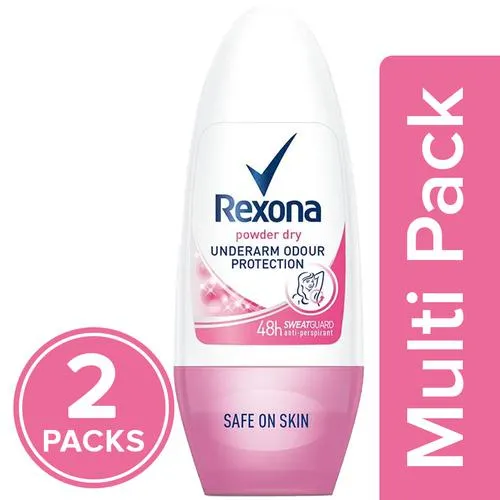 Rexona
powder dry
UNDERARM ODOUR
PROTECTION
48h SWEATGUARD
anti-perspirant
SAFE ON SKIN
2
PACKS
Multi Pack